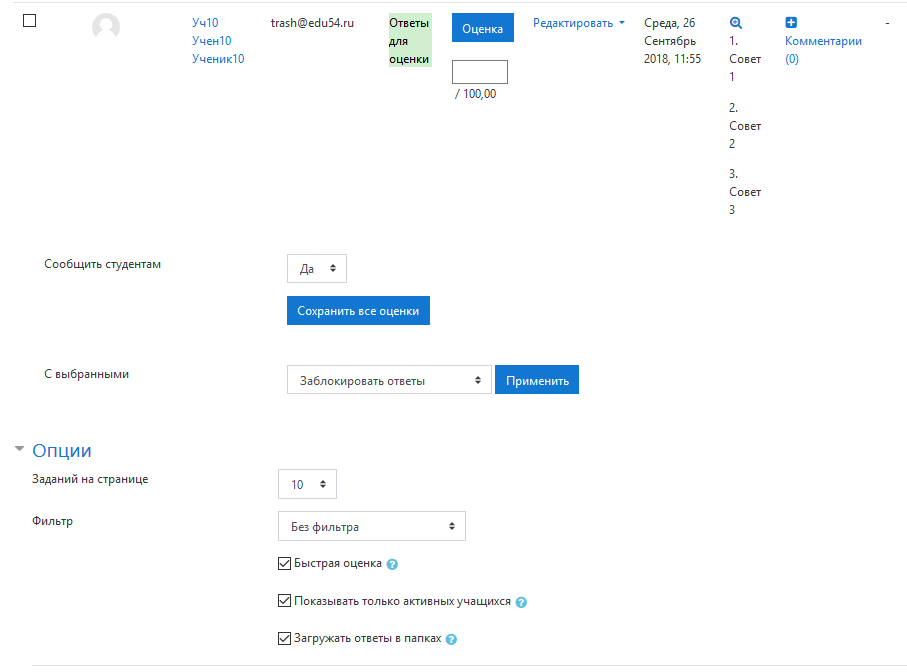 Уч10
Учен10
Ученик10
trash@edu54.ru
Ответы
для
оценки
Оценка
/ 100,00
Редактировать
Среда, 26
Сентябрь
2018, 11:55
1.
Совет
1
2.
Совет
2
3.
Совет
3
Комментарии
(0)
-
Сообщить студентам
Да
Сохранить все оценки
С выбранными
Заблокировать ответы
Применить
Опции
Заданий на странице
10
Фильтр
Без фильтра
Быстрая оценка
Показывать только активных учащихся
Загружать ответы в папках